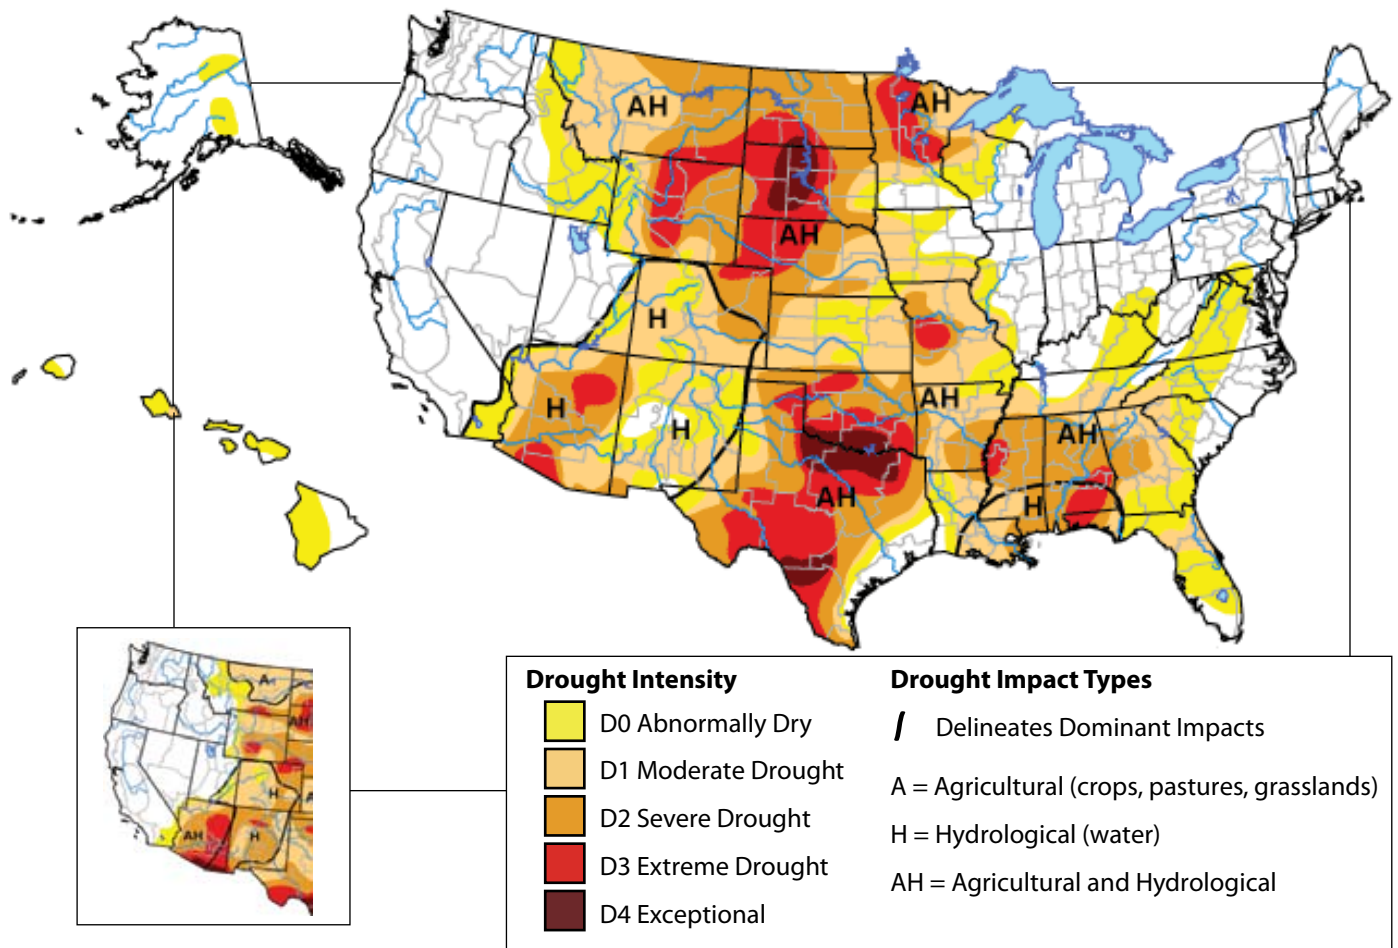 AH
AH
AH
H
H
H
AH
AH
AH
H
A
AH
H
A
AH
H
Drought Intensity
D0 Abnormally Dry
D1 Moderate Drought
D2 Severe Drought
D3 Extreme Drought
D4 Exceptional
Drought Impact Types
Delineates Dominant Impacts
A = Agricultural (crops, pastures, grasslands)
H = Hydrological (water)
AH = Agricultural and Hydrological